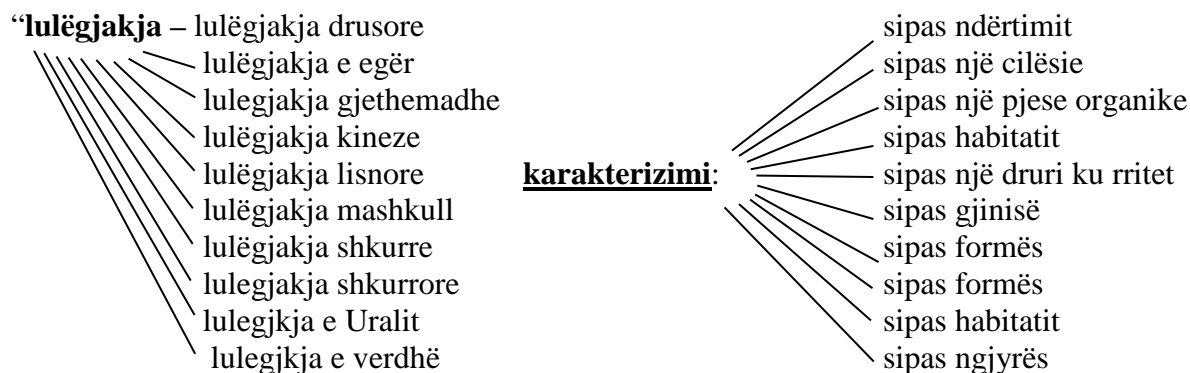 “lulëgjakja – lulëgjakja drusore sipas ndërtimit
lulëgjakja e egër sipas një cilësie
lulegjakja gjethemadhe sipas një pjese organike
lulëgjakja kineze sipas habitatit
lulëgjakja lisnore karakterizimi: sipas një druri ku rritet
lulëgjakja mashkull sipas gjinisë
lulëgjakja shkurre sipas formës
lulegjakja shkurrore sipas formës
lulegjkja e Uralit sipas habitatit
lulegjkja e verdhë sipas ngjyrës